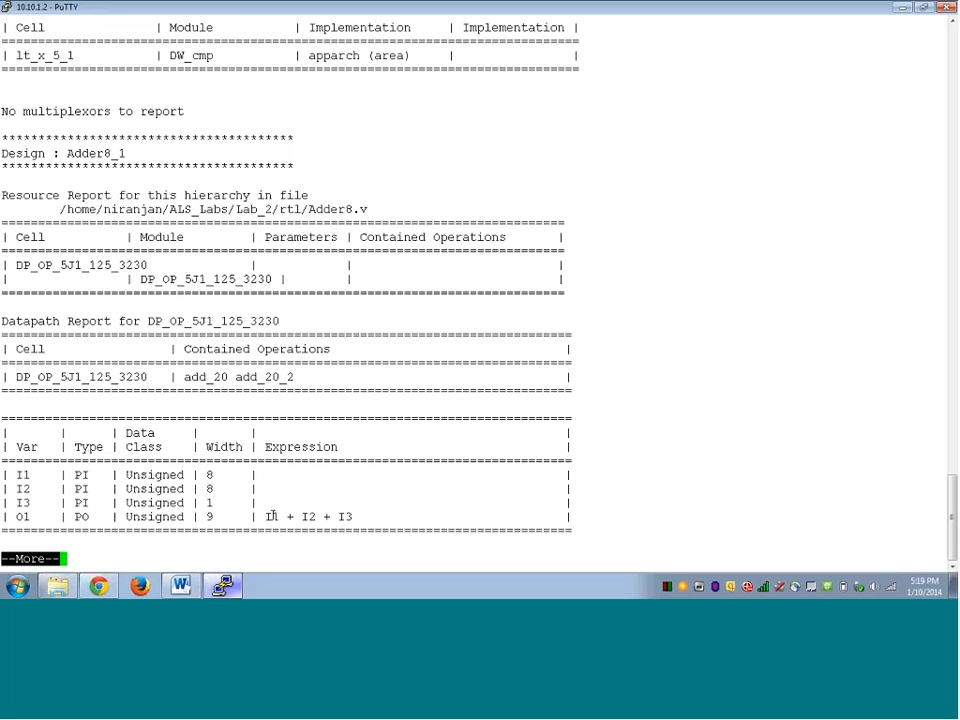 10.10.1.2 - PuTTY
| Cell | Module | Implementation | Implementation |
===============================================================================
| lt_x_5_1 | DW_cmp | apparch (area) | |
===============================================================================
No multiplexors to report
****************************************
Design : Adder8_1
****************************************
Resource Report for this hierarchy in file
/home/niranjan/ALS_Labs/Lab_2/rtl/Adder8.v
=============================================================================
| Cell | Module | Parameters | Contained Operations |
=============================================================================
| DP_OP_5J1_125_3230 | | |
| | DP_OP_5J1_125_3230 | | |
=============================================================================
Datapath Report for DP_OP_5J1_125_3230
==============================================================================
| Cell | Contained Operations |
==============================================================================
| DP_OP_5J1_125_3230 | add_20 add_20_2 |
==============================================================================
==============================================================================
| | | Data | | |
| Var | Type | Class | Width | Expression |
==============================================================================
| I1 | PI | Unsigned | 8 | |
| I2 | PI | Unsigned | 8 | |
| I3 | PI | Unsigned | 1 | |
| O1 | PO | Unsigned | 9 | I1 + I2 + I3 |
==============================================================================
--More--
5:19 PM
1/10/2014